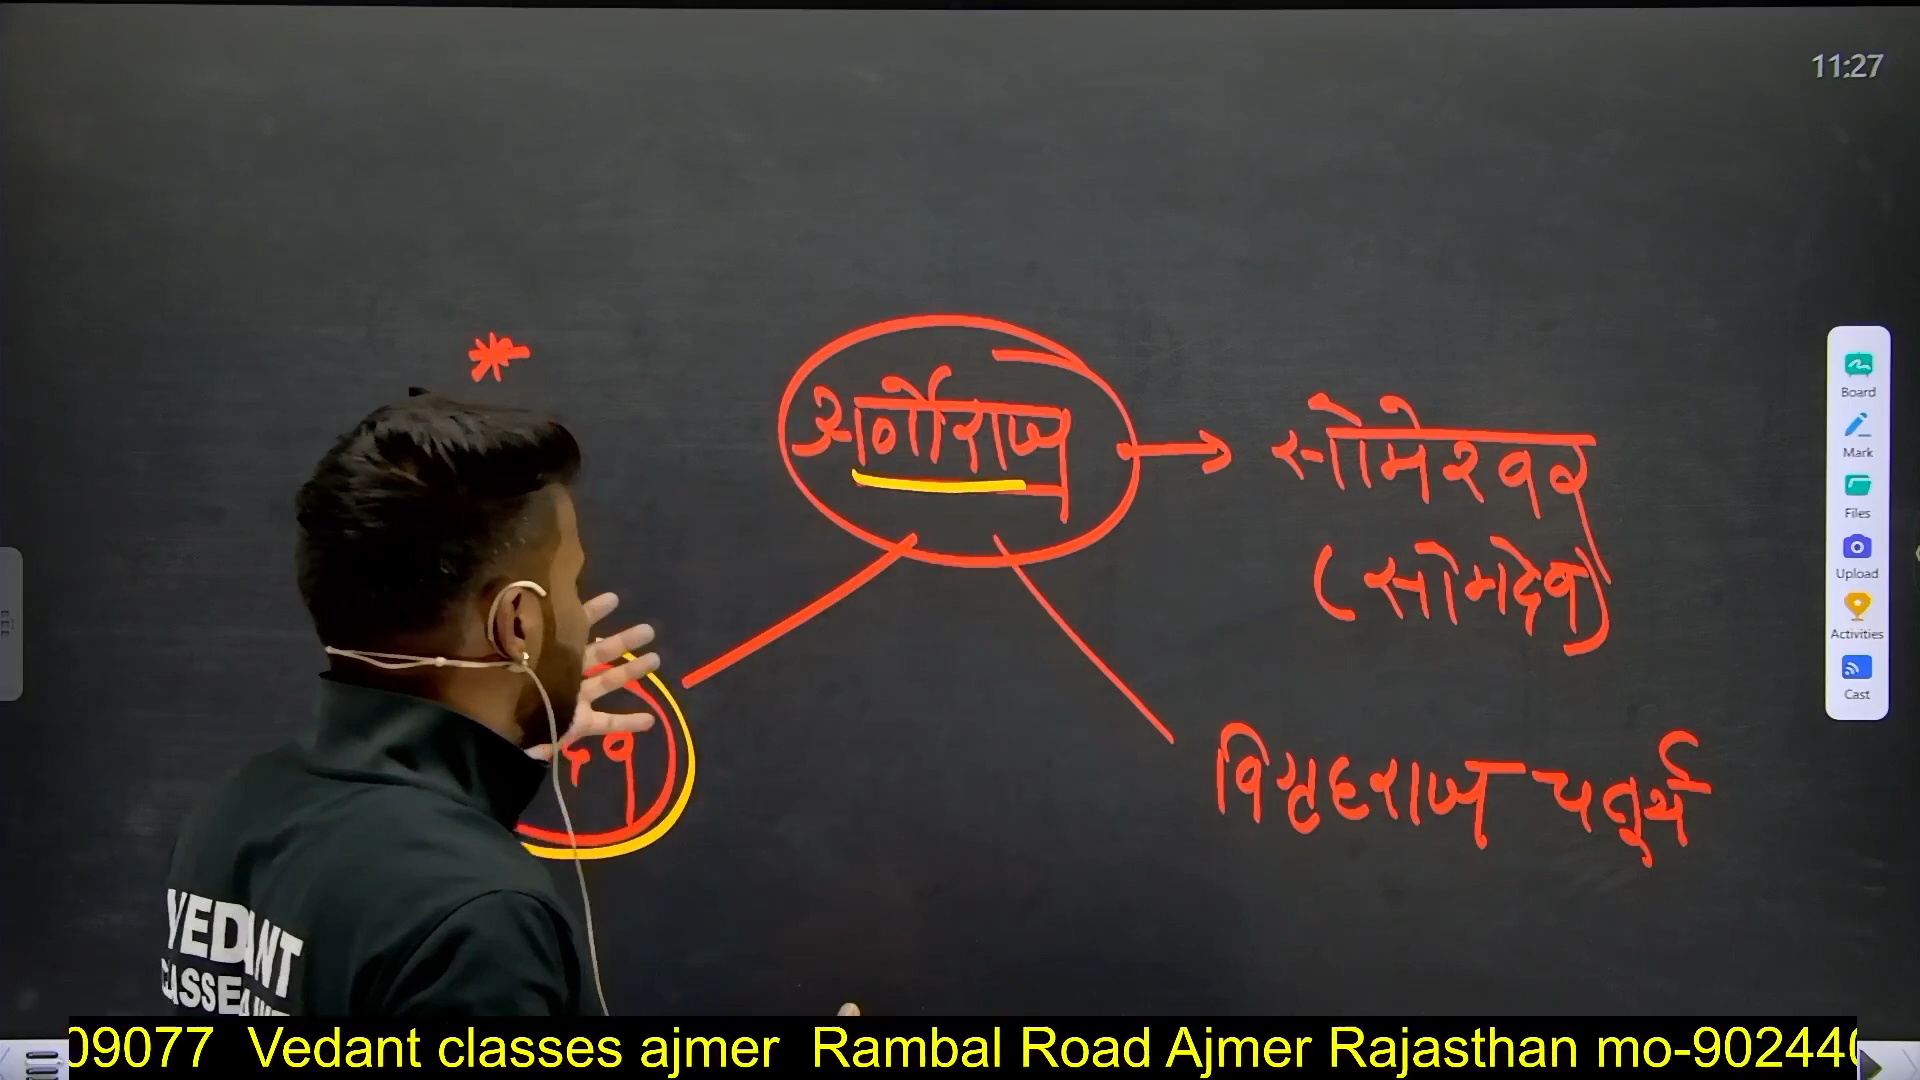 11:27
*
अर्णोराज
सोमेश्वर
(सोमदेव)
देव
विग्रहराज चतुर्थ
Board
Mark
Files
Upload
Activities
Cast
VEDANT
09077 Vedant classes ajmer Rambal Road Ajmer Rajasthan mo-902440